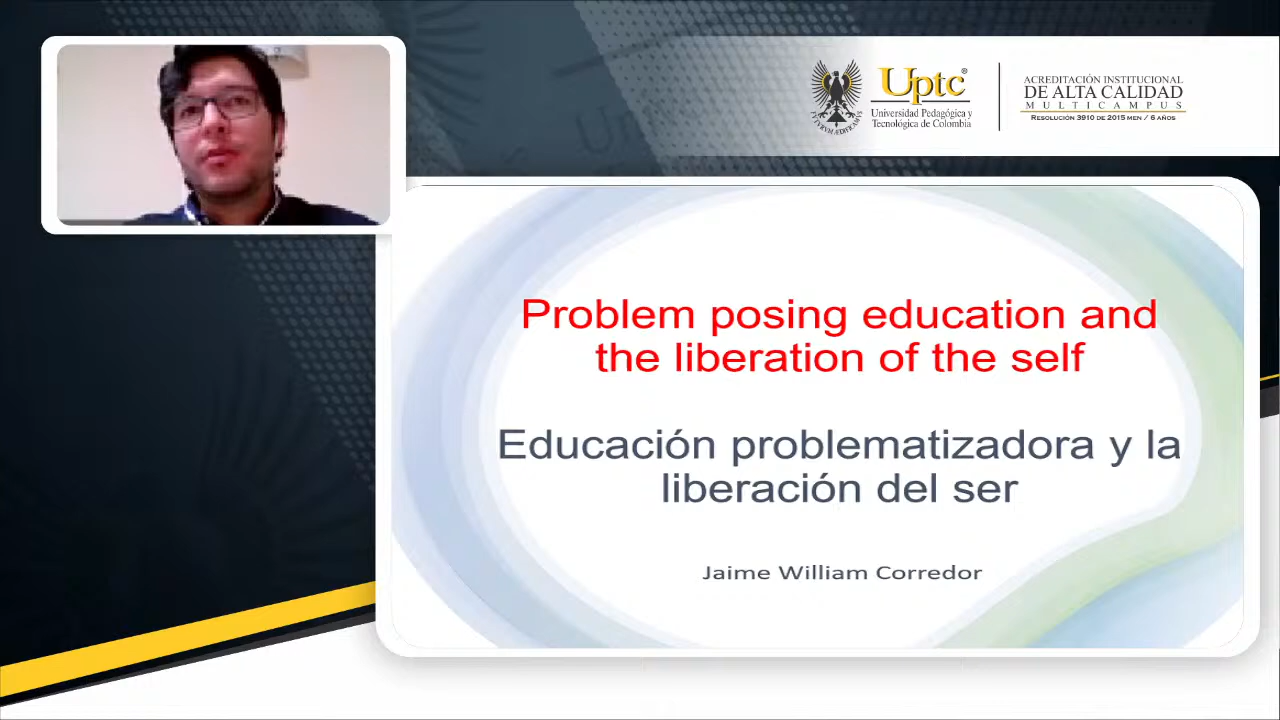 Uptc®
Universidad Pedagógica y
Tecnológica de Colombia
ACREDITACIÓN INSTITUCIONAL
DE ALTA CALIDAD
MULTICAMPUS
RESOLUCIÓN 3910 DE 2015 MEN / 6 AÑOS
Problem posing education and
the liberation of the self
Educación problematizadora y la
liberación del ser
Jaime William Corredor